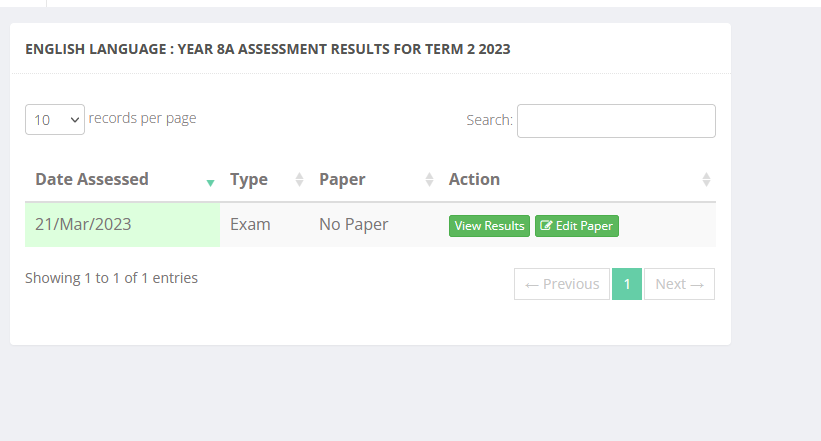 ENGLISH LANGUAGE : YEAR 8A ASSESSMENT RESULTS FOR TERM 2 2023
10 records per page Search:
Date Assessed Type Paper Action
21/Mar/2023 Exam No Paper View Results Edit Paper
Showing 1 to 1 of 1 entries ← Previous 1 Next →